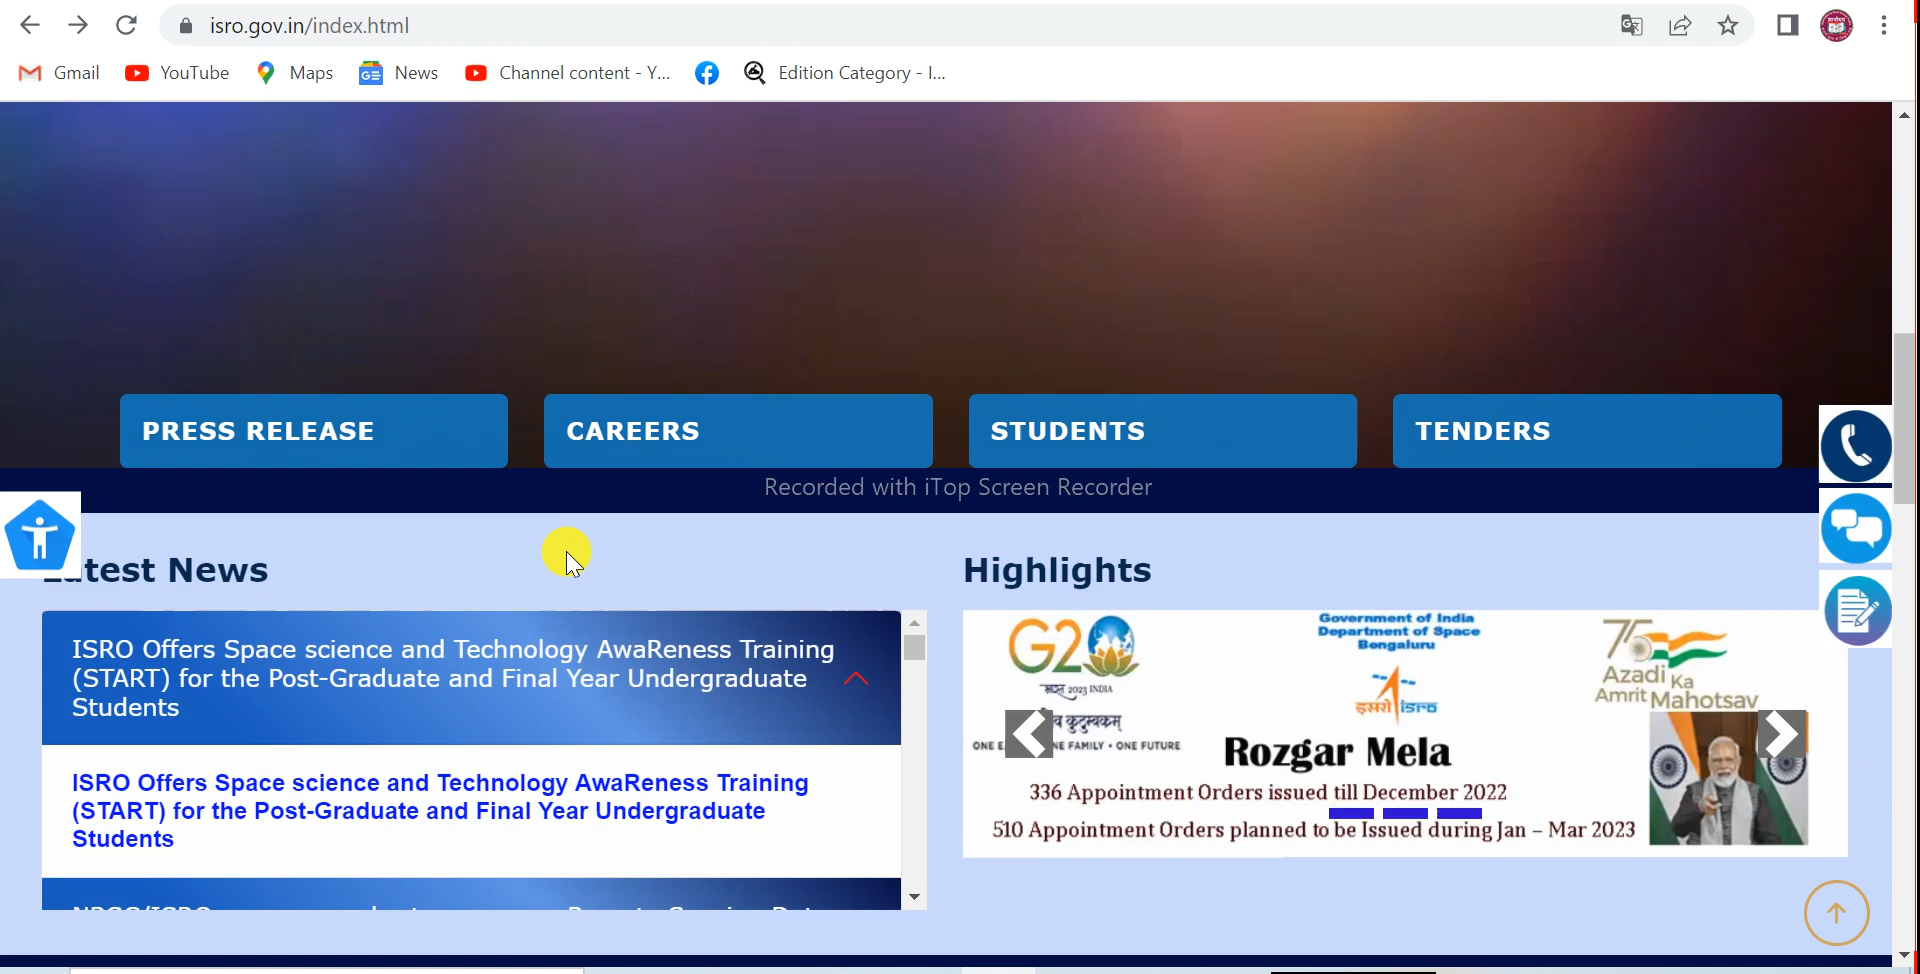 isro.gov.in/index.html
Gmail
YouTube
Maps
News
Channel content - Y...
Edition Category - I...
PRESS RELEASE
CAREERS
STUDENTS
TENDERS
Recorded with iTop Screen Recorder
test News
Highlights
ISRO Offers Space science and Technology AwaReness Training
(START) for the Post-Graduate and Final Year Undergraduate
Students
ISRO Offers Space science and Technology AwaReness Training
(START) for the Post-Graduate and Final Year Undergraduate
Students
G20
भारत 2023 INDIA
कुटुम्बकम्
ONE FAMILY • ONE FUTURE
Government of India
Department of Space
Bengaluru
इसरो isro
75
Azadi Ka
Amrit Mahotsav
Rozgar Mela
336 Appointment Orders issued till December 2022
510 Appointment Orders planned to be Issued during Jan – Mar 2023